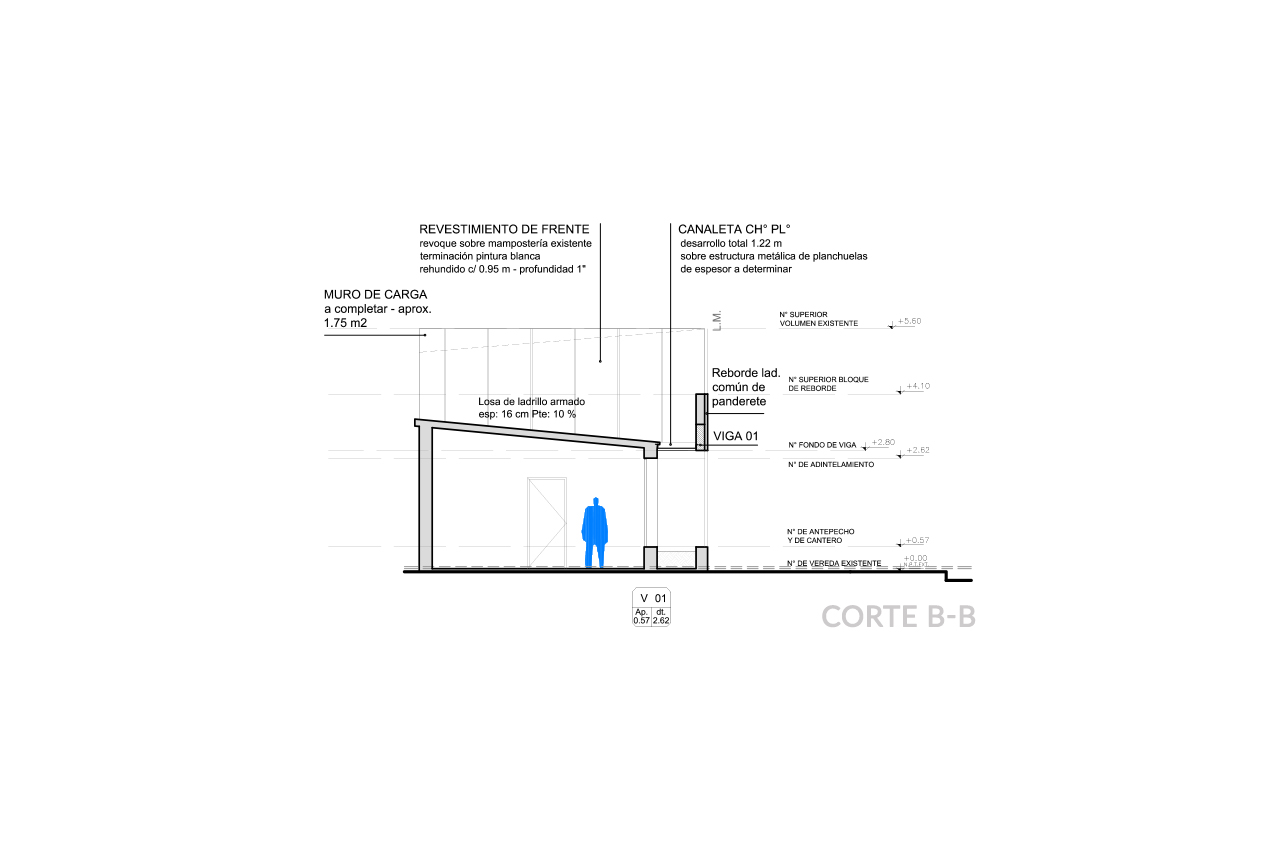 REVESTIMIENTO DE FRENTE
revoque sobre mampostería existente
terminación pintura blanca
rehundido c/ 0.95 m - profundidad 1"
CANALETA CH° PL°
desarrollo total 1.22 m
sobre estructura metálica de planchuelas
de espesor a determinar
MURO DE CARGA
a completar - aprox.
1.75 m2
L.M.
N° SUPERIOR
VOLUMEN EXISTENTE
+5.60
Reborde lad.
común de
panderete
N° SUPERIOR BLOQUE
DE REBORDE
+4.10
Losa de ladrillo armado
esp: 16 cm Pte: 10 %
VIGA 01
N° FONDO DE VIGA
+2.80
+2.62
N° DE ADINTELAMIENTO
N° DE ANTEPECHO
Y DE CANTERO
+0.57
N° DE VEREDA EXISTENTE
+0.00
V 01
Ap. dt.
0.57 2.62
CORTE B-B